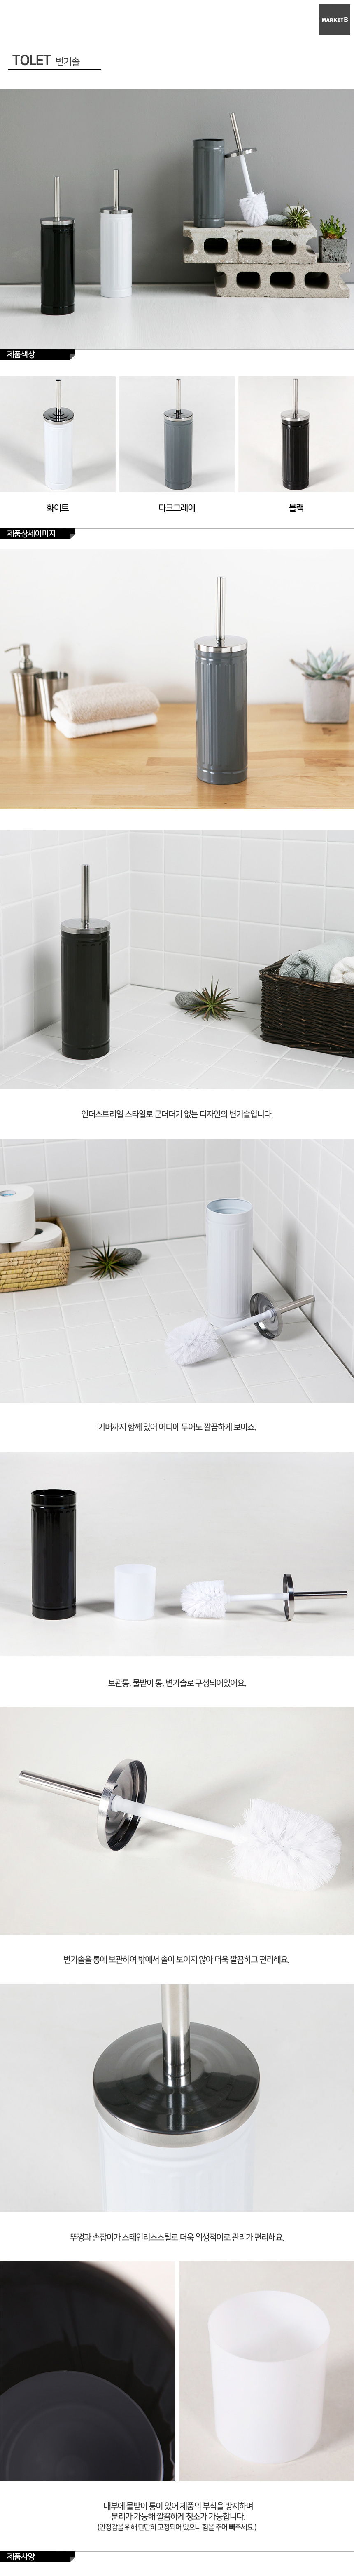 MARKET B
TOLET 변기솔
제품색상
화이트
다크그레이
블랙
제품상세이미지
인더스트리얼 스타일로 군더더기 없는 디자인의 변기솔입니다.
커버까지 함께 있어 어디에 두어도 깔끔하게 보이죠.
보관통, 물받이 통, 변기솔로 구성되어있어요.
변기솔을 통에 보관하여 밖에서 솔이 보이지 않아 더욱 깔끔하고 편리해요.
뚜껑과 손잡이가 스테인리스스틸로 더욱 위생적이로 관리가 편리해요.
내부에 물받이 통이 있어 제품의 부식을 방지하며
분리가 가능해 깔끔하게 청소가 가능합니다.
(안정감을 위해 단단히 고정되어 있으니 힘을 주어 빼주세요.)
제품사양